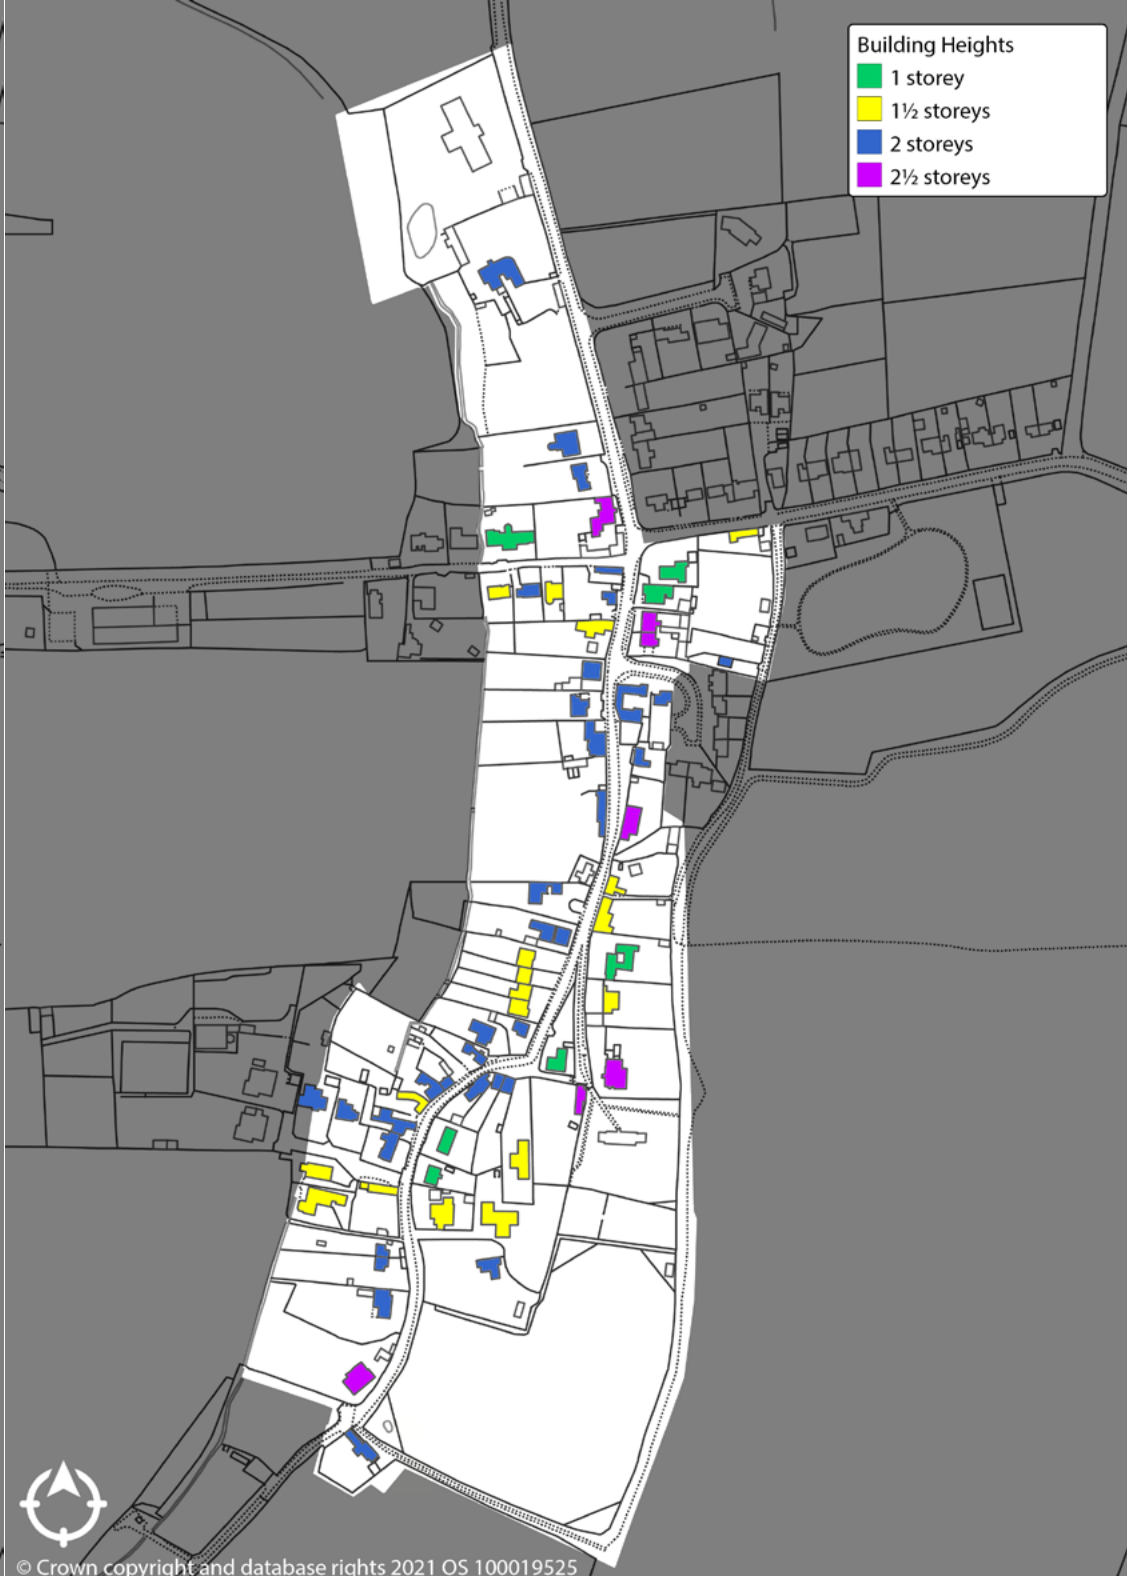 Building Heights
1 storey
1½ storeys
2 storeys
2½ storeys
© Crown copyright and database rights 2021 OS 100019525